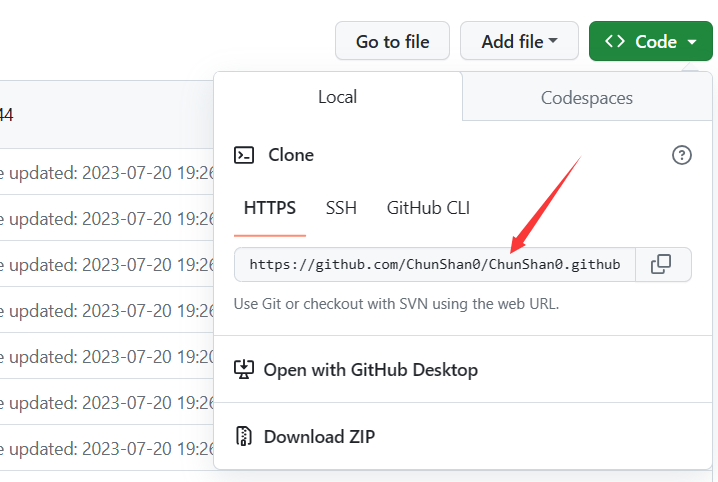 Go to file Add file Code
Local Codespaces
44
Clone
updated: 2023-07-20 19:26
HTTPS SSH GitHub CLI
updated: 2023-07-20 19:26
https://github.com/ChunShan0/ChunShan0.github
updated: 2023-07-20 19:26
Use Git or checkout with SVN using the web URL.
updated: 2023-07-20 19:26
updated: 2023-07-20 19:20
Open with GitHub Desktop
updated: 2023-07-20 19:26
Download ZIP
updated: 2023-07-20 19:26